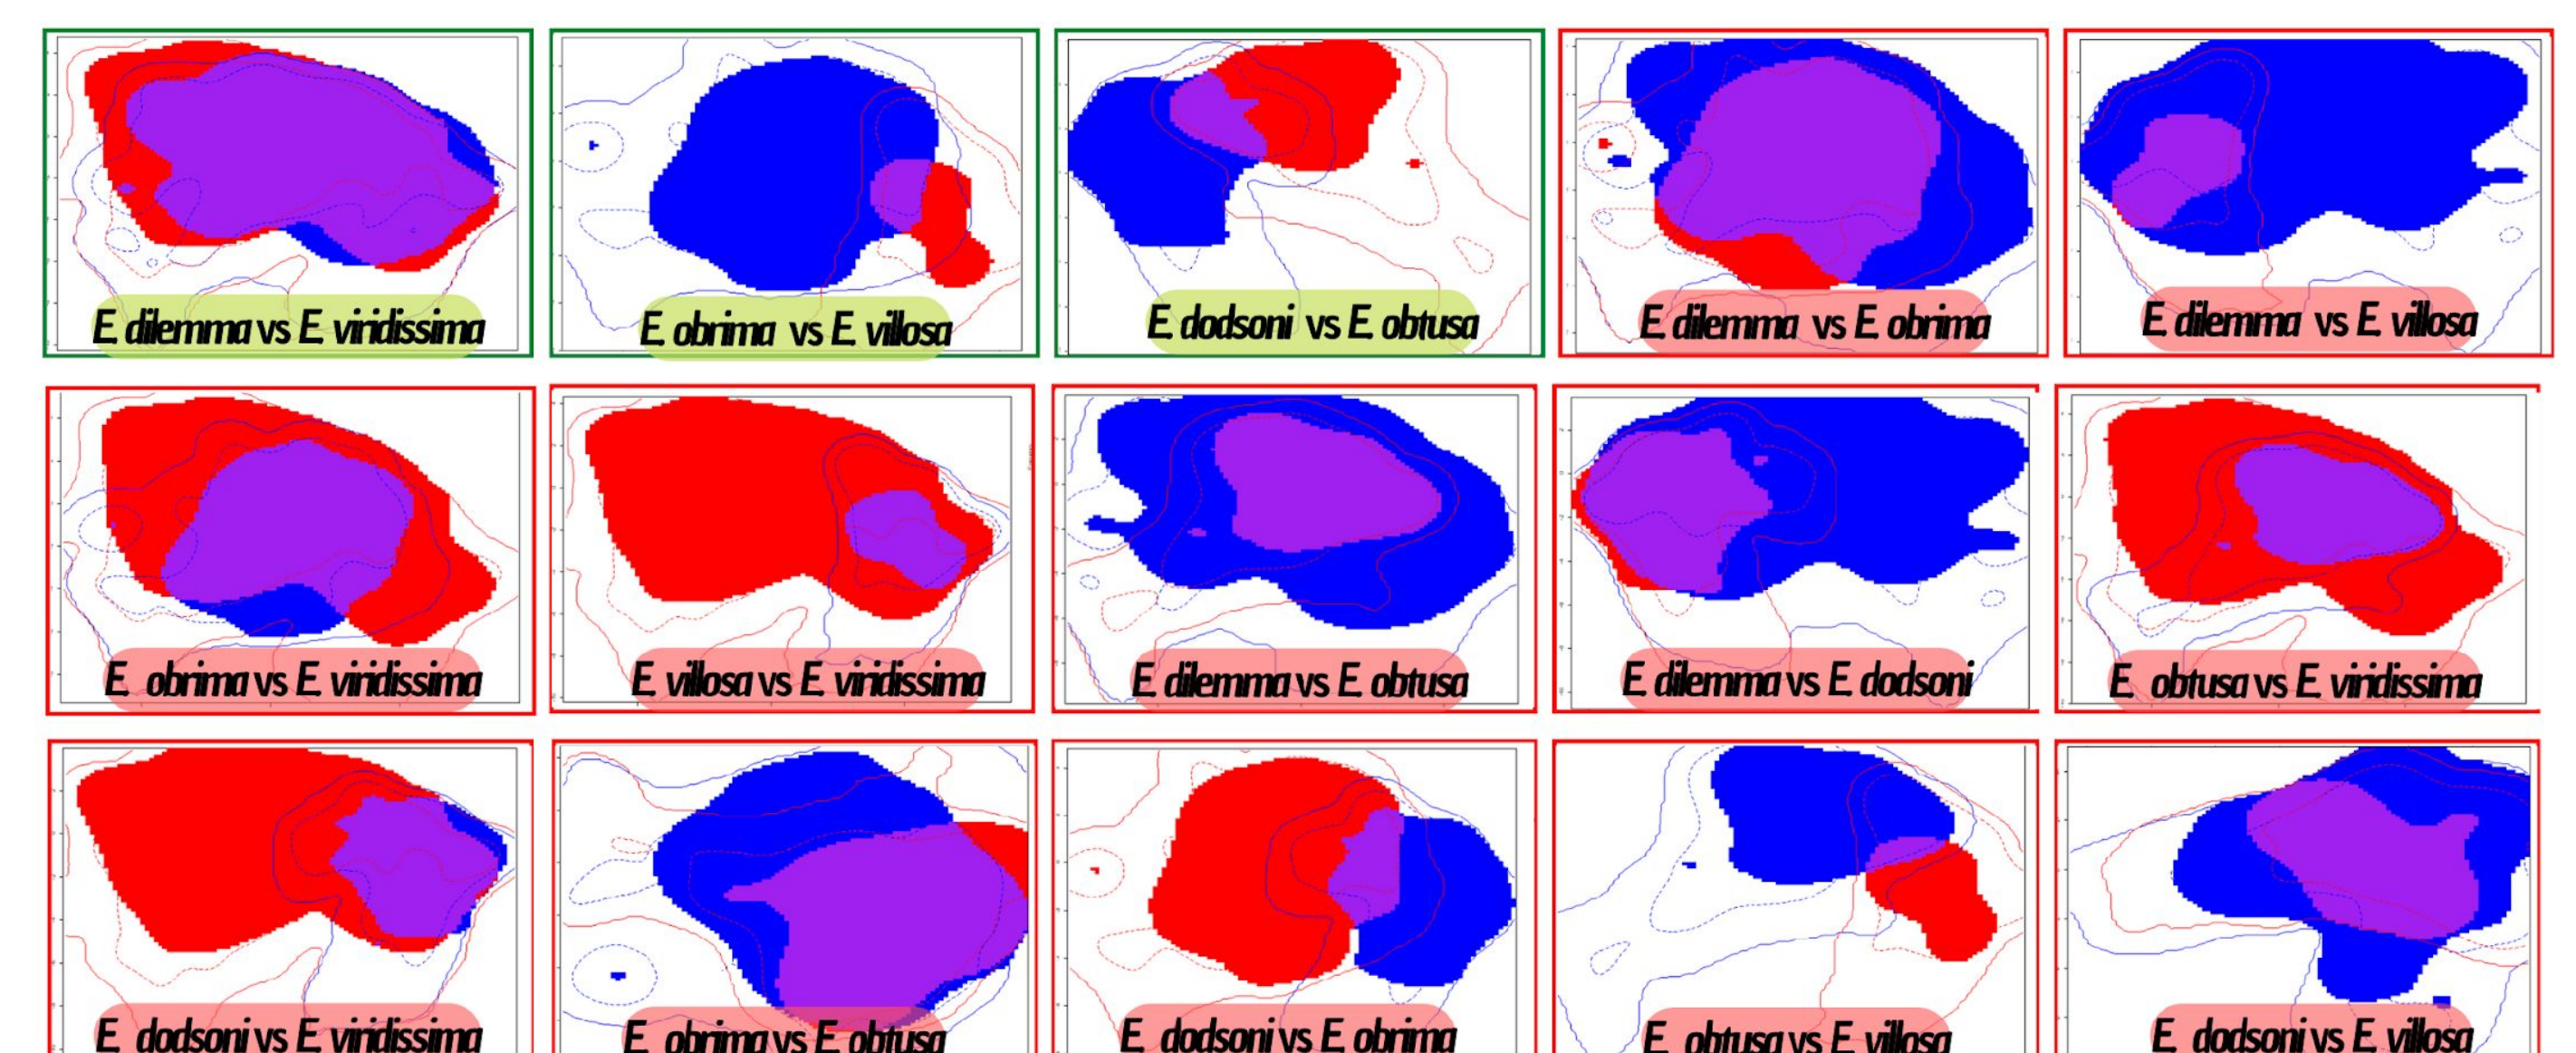 E. dilemma vs E. viridissima
E. obrima vs E. villosa
E. dodsoni vs E. obtusa
E. dilemma vs E. obrima
E. dilemma vs E. villosa
E. obrima vs E. viridissima
E. villosa vs E. viridissima
E. dilemma vs E. obtusa
E. dilemma vs E. dodsoni
E. obtusa vs E. viridissima
E. dodsoni vs E. viridissima
E. obrima vs E. obtusa
E. dodsoni vs E. obrima
E. obtusa vs E. villosa
E. dodsoni vs E. villosa